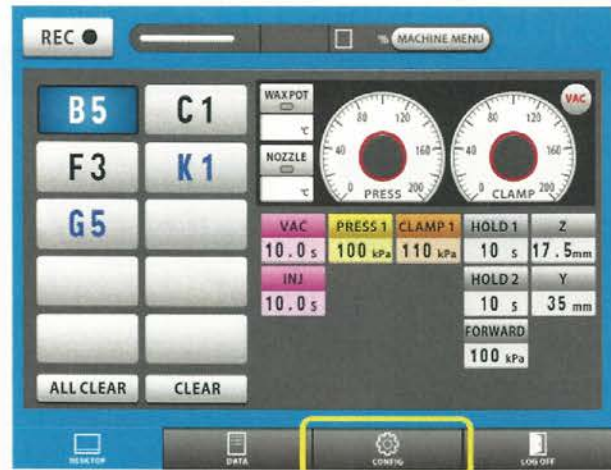 REC
MACHINE MENU
B5
C1
F3
K1
G5
ALL CLEAR
CLEAR
WAX POT
℃
NOZZLE
℃
0 40 80 120 160 200
PRESS
VAC
0 40 80 120 160 200
CLAMP
VAC
10.0 s
PRESS 1
100 kPa
CLAMP 1
110 kPa
HOLD 1
10 s
Z
17.5 mm
INJ
10.0 s
HOLD 2
10 s
Y
35 mm
FORWARD
100 kPa
DESKTOP
DATA
CONFIG
LOG OFF